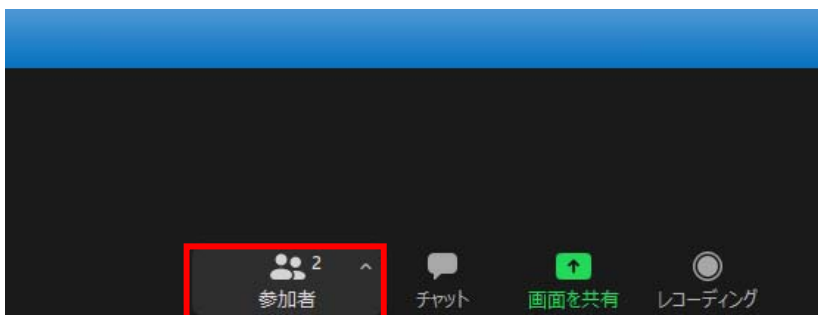 2
参加者
チャット
画面を共有
レコーディング